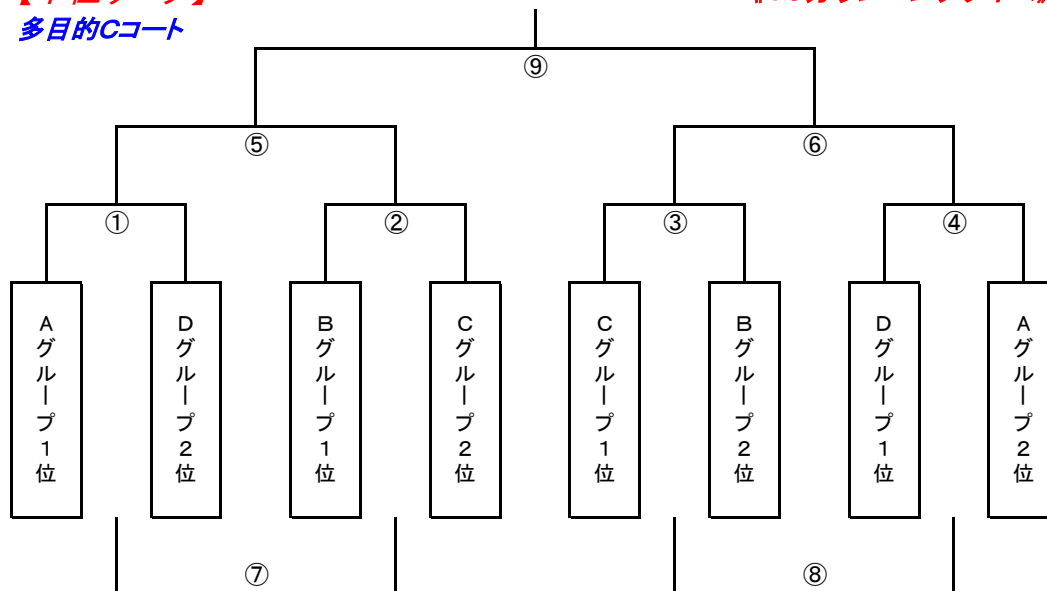 多目的Cコート
⑨
⑤
⑥
①
②
③
④
Aグループ1位
Dグループ2位
Bグループ1位
Cグループ2位
Cグループ1位
Bグループ2位
Dグループ1位
Aグループ2位
⑦
⑧